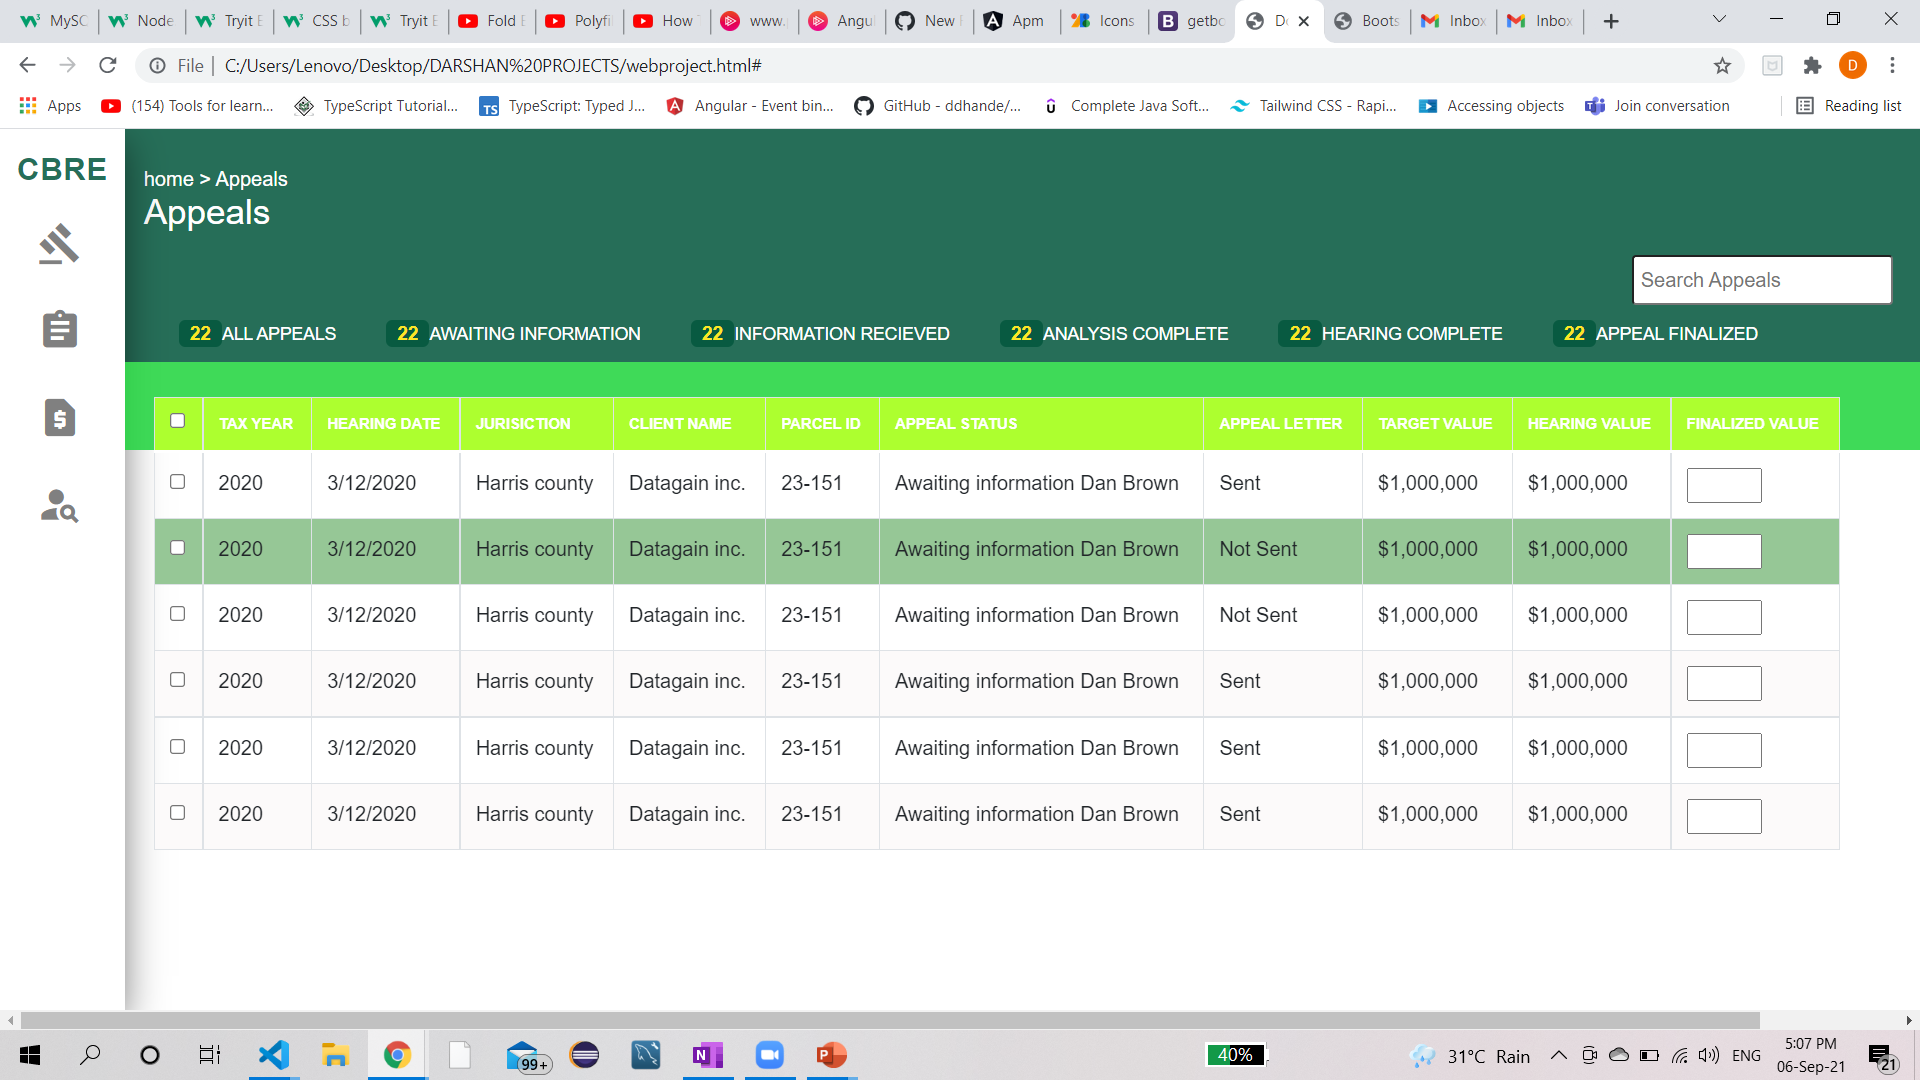 MySC Node Tryit E CSS b Tryit E Fold E Polyfi How T www. Angul New Apm Icons getbo D Boots Inbox Inbox
File C:/Users/Lenovo/Desktop/DARSHAN%20PROJECTS/webproject.html# D
Apps (154) Tools for learn... TypeScript Tutorial... TypeScript: Typed J... Angular - Event bin... GitHub - ddhande/... Complete Java Soft... Tailwind CSS - Rapi... Accessing objects Join conversation Reading list
CBRE
home > Appeals
Appeals
Search Appeals
22 ALL APPEALS 22 AWAITING INFORMATION 22 INFORMATION RECIEVED 22 ANALYSIS COMPLETE 22 HEARING COMPLETE 22 APPEAL FINALIZED
TAX YEAR HEARING DATE JURISICTION CLIENT NAME PARCEL ID APPEAL STATUS APPEAL LETTER TARGET VALUE HEARING VALUE FINALIZED VALUE
2020 3/12/2020 Harris county Datagain inc. 23-151 Awaiting information Dan Brown Sent $1,000,000 $1,000,000
2020 3/12/2020 Harris county Datagain inc. 23-151 Awaiting information Dan Brown Not Sent $1,000,000 $1,000,000
2020 3/12/2020 Harris county Datagain inc. 23-151 Awaiting information Dan Brown Not Sent $1,000,000 $1,000,000
2020 3/12/2020 Harris county Datagain inc. 23-151 Awaiting information Dan Brown Sent $1,000,000 $1,000,000
2020 3/12/2020 Harris county Datagain inc. 23-151 Awaiting information Dan Brown Sent $1,000,000 $1,000,000
2020 3/12/2020 Harris county Datagain inc. 23-151 Awaiting information Dan Brown Sent $1,000,000 $1,000,000
99+ 40% 31°C Rain ENG 5:07 PM
06-Sep-21 21